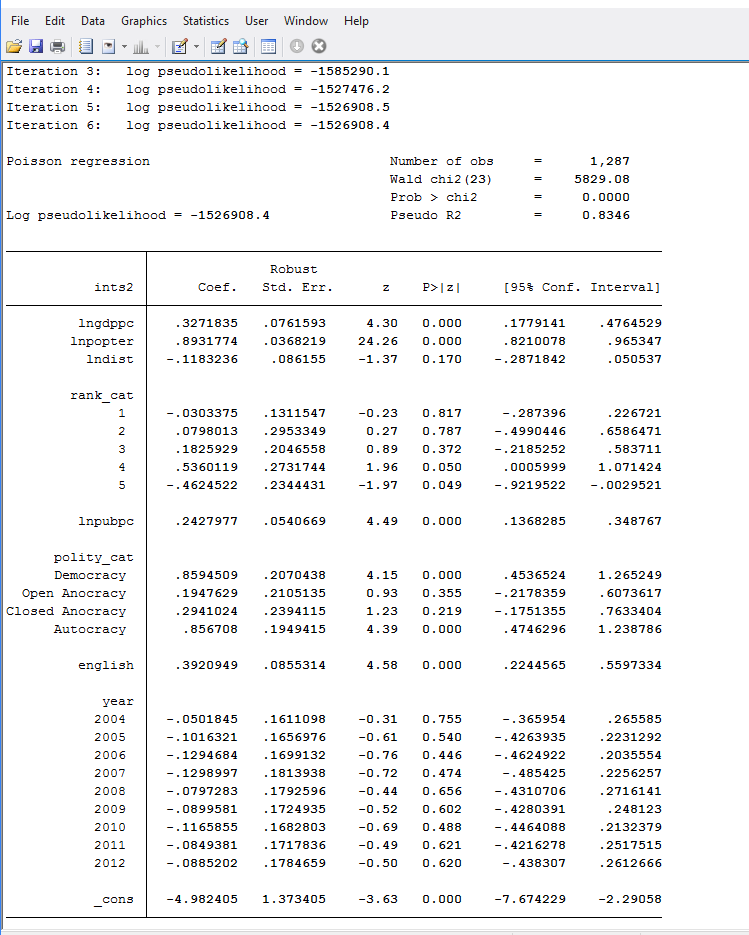 File Edit Data Graphics Statistics User Window Help
Iteration 3: log pseudolikelihood = -1585290.1
Iteration 4: log pseudolikelihood = -1527476.2
Iteration 5: log pseudolikelihood = -1526908.5
Iteration 6: log pseudolikelihood = -1526908.4
Poisson regression Number of obs = 1,287
Wald chi2(23) = 5829.08
Prob > chi2 = 0.0000
Log pseudolikelihood = -1526908.4 Pseudo R2 = 0.8346
Robust
ints2 Coef. Std. Err. z P>|z| [95% Conf. Interval]
lngdppc .3271835 .0761593 4.30 0.000 .1779141 .4764529
lnpopter .8931774 .0368219 24.26 0.000 .8210078 .965347
lndist -.1183236 .086155 -1.37 0.170 -.2871842 .050537
rank_cat
1 -.0303375 .1311547 -0.23 0.817 -.287396 .226721
2 .0798013 .2953349 0.27 0.787 -.4990446 .6586471
3 .1825929 .2046558 0.89 0.372 -.2185252 .583711
4 .5360119 .2731744 1.96 0.050 .0005999 1.071424
5 -.4624522 .2344431 -1.97 0.049 -.9219522 -.0029521
lnpubpc .2427977 .0540669 4.49 0.000 .1368285 .348767
polity_cat
Democracy .8594509 .2070438 4.15 0.000 .4536524 1.265249
Open Anocracy .1947629 .2105135 0.93 0.355 -.2178359 .6073617
Closed Anocracy .2941024 .2394115 1.23 0.219 -.1751355 .7633404
Autocracy .856708 .1949415 4.39 0.000 .4746296 1.238786
english .3920949 .0855314 4.58 0.000 .2244565 .5597334
year
2004 -.0501845 .1611098 -0.31 0.755 -.365954 .265585
2005 -.1016321 .1656976 -0.61 0.540 -.4263935 .2231292
2006 -.1294684 .1699132 -0.76 0.446 -.4624922 .2035554
2007 -.1298997 .1813938 -0.72 0.474 -.485425 .2256257
2008 -.0797283 .1792596 -0.44 0.656 -.4310706 .2716141
2009 -.0899581 .1724935 -0.52 0.602 -.4280391 .248123
2010 -.1165855 .1682803 -0.69 0.488 -.4464088 .2132379
2011 -.0849381 .1717836 -0.49 0.621 -.4216278 .2517515
2012 -.0885202 .1784659 -0.50 0.620 -.438307 .2612666
_cons -4.982405 1.373405 -3.63 0.000 -7.674229 -2.29058